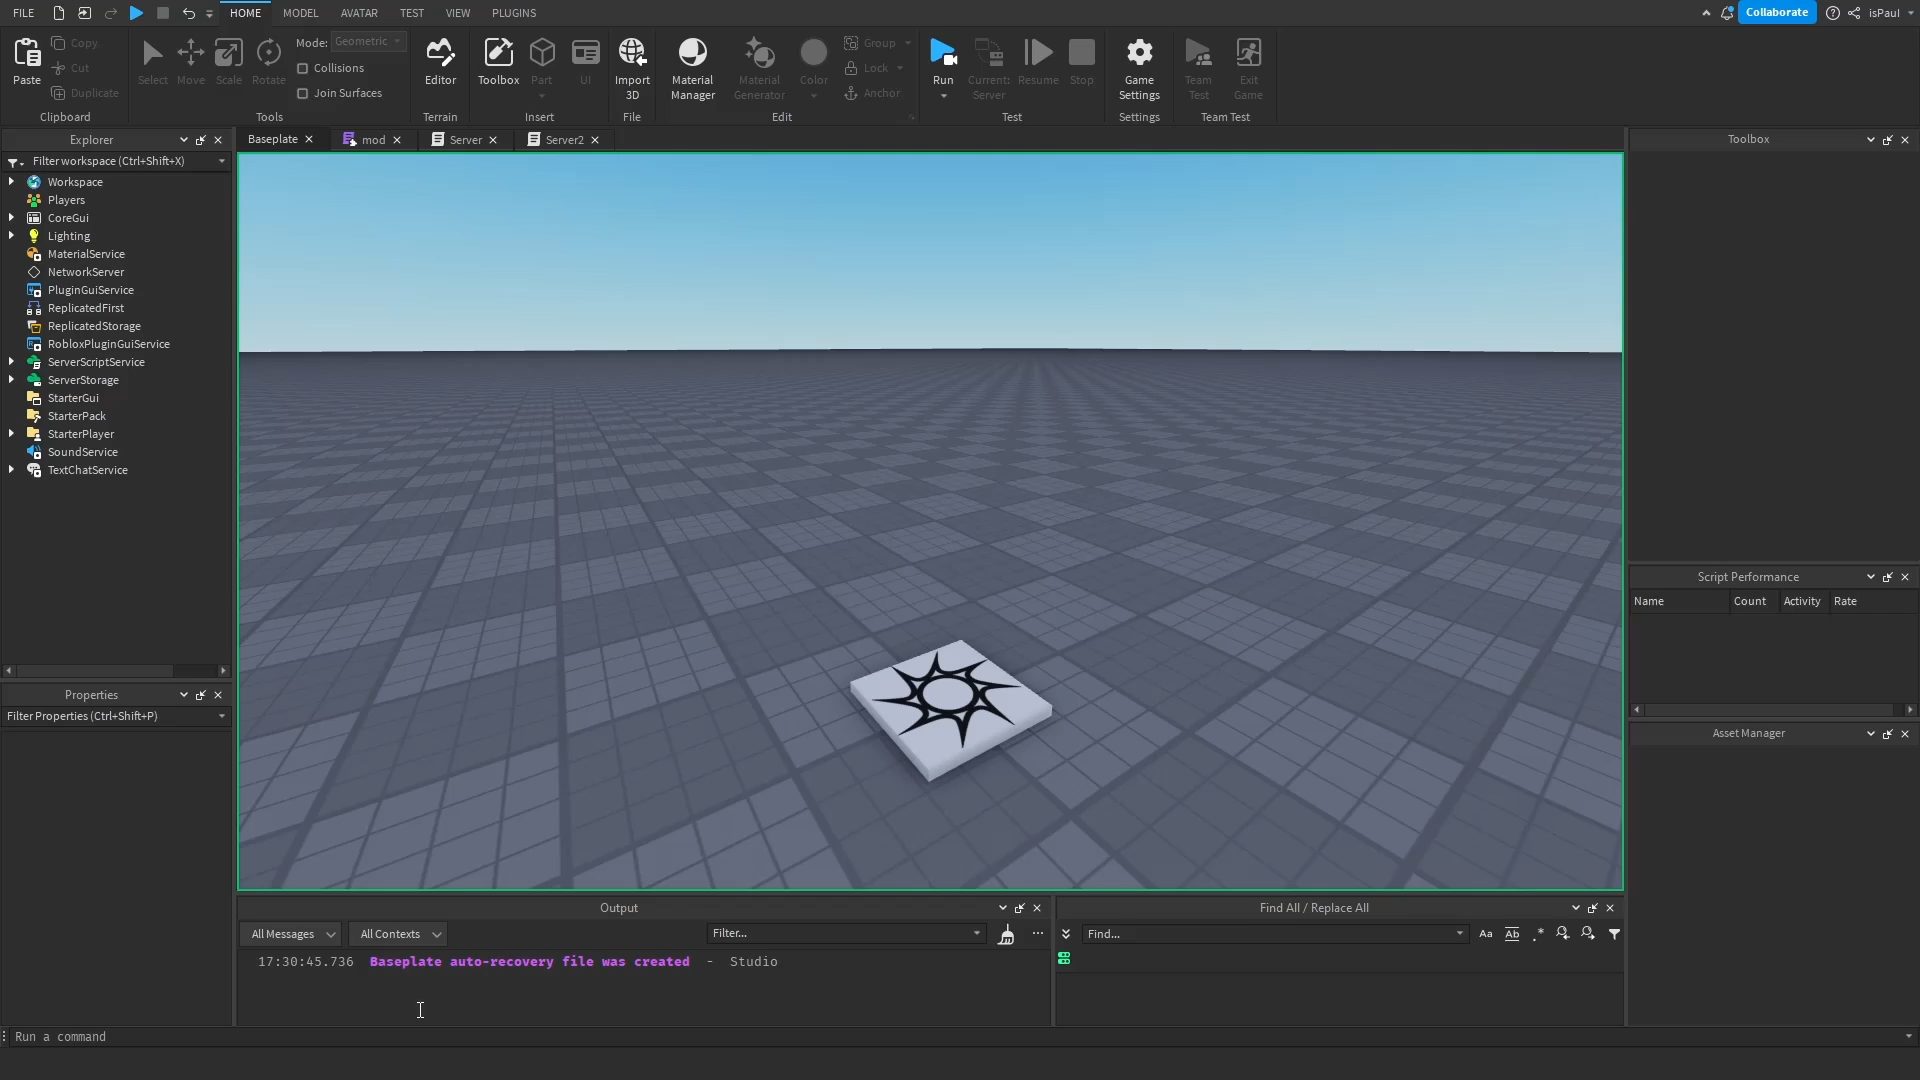 FILE HOME MODEL AVATAR TEST VIEW PLUGINS Collaborate isPaul
Paste Copy Cut Duplicate Clipboard
Select Move Scale Rotate Mode: Geometric Collisions Join Surfaces Tools
Editor Terrain
Toolbox Part UI Insert
Import 3D File
Material Manager Material Generator Color Group Lock Anchor Edit
Run Current: Server Resume Stop Test
Game Settings Settings
Team Test Exit Game Team Test
Explorer
Filter workspace (Ctrl+Shift+X)
Workspace
Players
CoreGui
Lighting
MaterialService
NetworkServer
PluginGuiService
ReplicatedFirst
ReplicatedStorage
RobloxPluginGuiService
ServerScriptService
ServerStorage
StarterGui
StarterPack
StarterPlayer
SoundService
TextChatService
Properties
Filter Properties (Ctrl+Shift+P)
Baseplate mod Server Server2
Output
All Messages All Contexts Filter...
17:30:45.736 Baseplate auto-recovery file was created - Studio
Find All / Replace All
Find... Aa Ab .*
Toolbox
Script Performance
Name Count Activity Rate
Asset Manager
Run a command